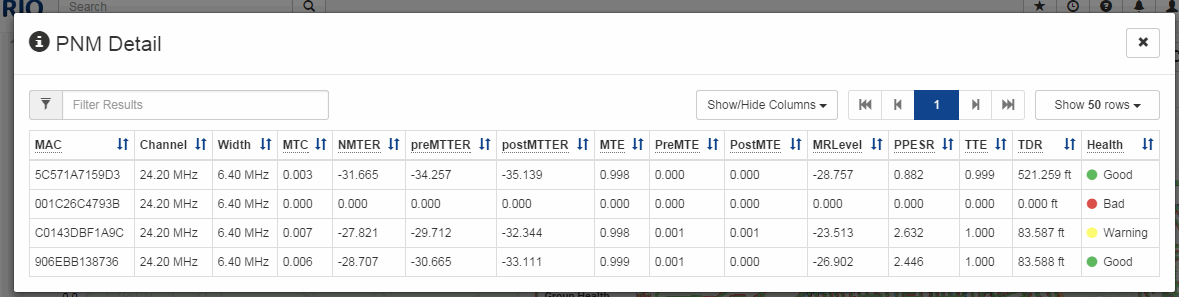 RIO Search
PNM Detail
Filter Results Show/Hide Columns 1 Show 50 rows
MAC Channel Width MTC NMTER preMTTER postMTTER MTE PreMTE PostMTE MRLevel PPESR TTE TDR Health
5C571A7159D3 24.20 MHz 6.40 MHz 0.003 -31.665 -34.257 -35.139 0.998 0.000 0.000 -28.757 0.882 0.999 521.259 ft Good
001C26C4793B 24.20 MHz 6.40 MHz 0.000 0.000 0.000 0.000 0.000 0.000 0.000 0.000 0.000 0.000 0.000 ft Bad
C0143DBF1A9C 24.20 MHz 6.40 MHz 0.007 -27.821 -29.712 -32.344 0.998 0.001 0.001 -23.513 2.632 1.000 83.587 ft Warning
906EBB138736 24.20 MHz 6.40 MHz 0.006 -28.707 -30.665 -33.111 0.999 0.001 0.000 -26.902 2.446 1.000 83.588 ft Good
Group Health